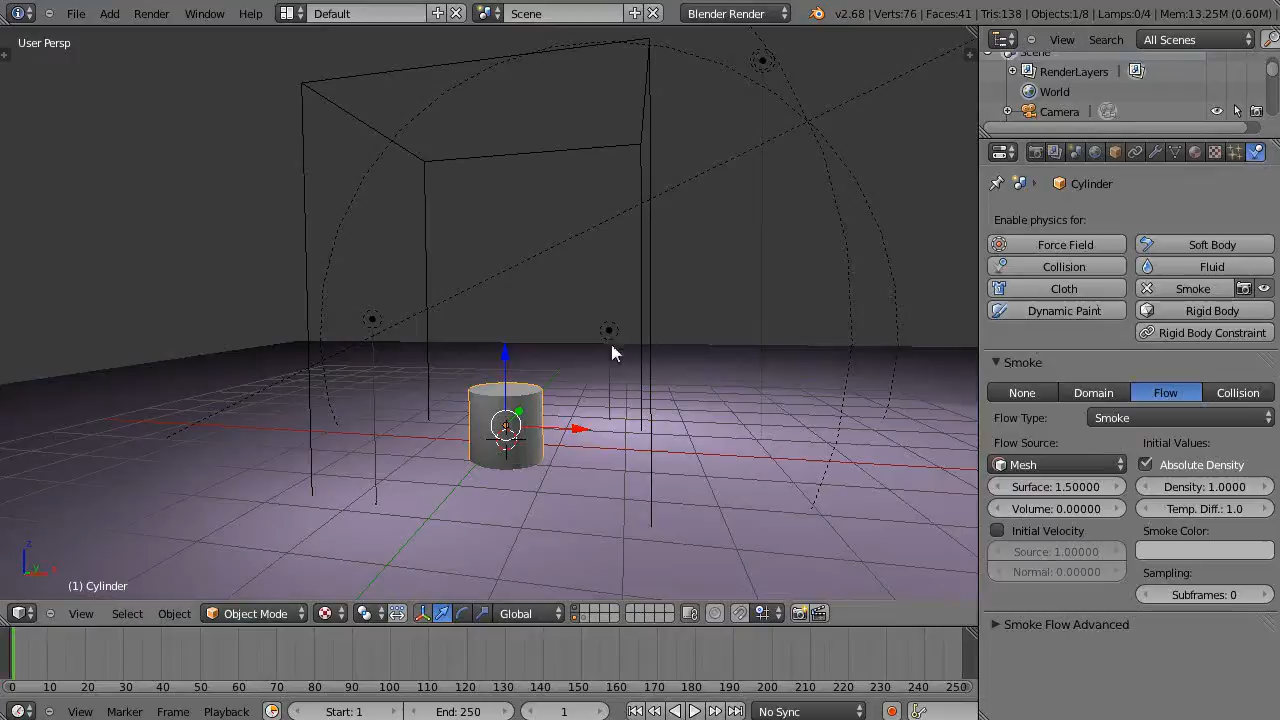 File Add Render Window Help Default Scene Blender Render v2.68 | Verts:76 | Faces:41 | Tris:138 | Objects:1/8 | Lamps:0/4 | Mem:13.25M (0.60M)
User Persp
View Search All Scenes
Scene
RenderLayers
World
Camera
Cylinder
Enable physics for:
Force Field Soft Body
Collision Fluid
Cloth Smoke
Dynamic Paint Rigid Body
Rigid Body Constraint
Smoke
None Domain Flow Collision
Flow Type: Smoke
Flow Source: Initial Values:
Mesh Absolute Density
Surface: 1.50000 Density: 1.0000
Volume: 0.00000 Temp. Diff.: 1.0
Initial Velocity Smoke Color:
Source: 1.00000
Normal: 0.00000 Sampling:
Subframes: 0
Smoke Flow Advanced
z
y x
(1) Cylinder
View Select Object Object Mode Global
0 10 20 30 40 50 60 70 80 90 100 110 120 130 140 150 160 170 180 190 200 210 220 230 240 250
View Marker Frame Playback Start: 1 End: 250 1 No Sync